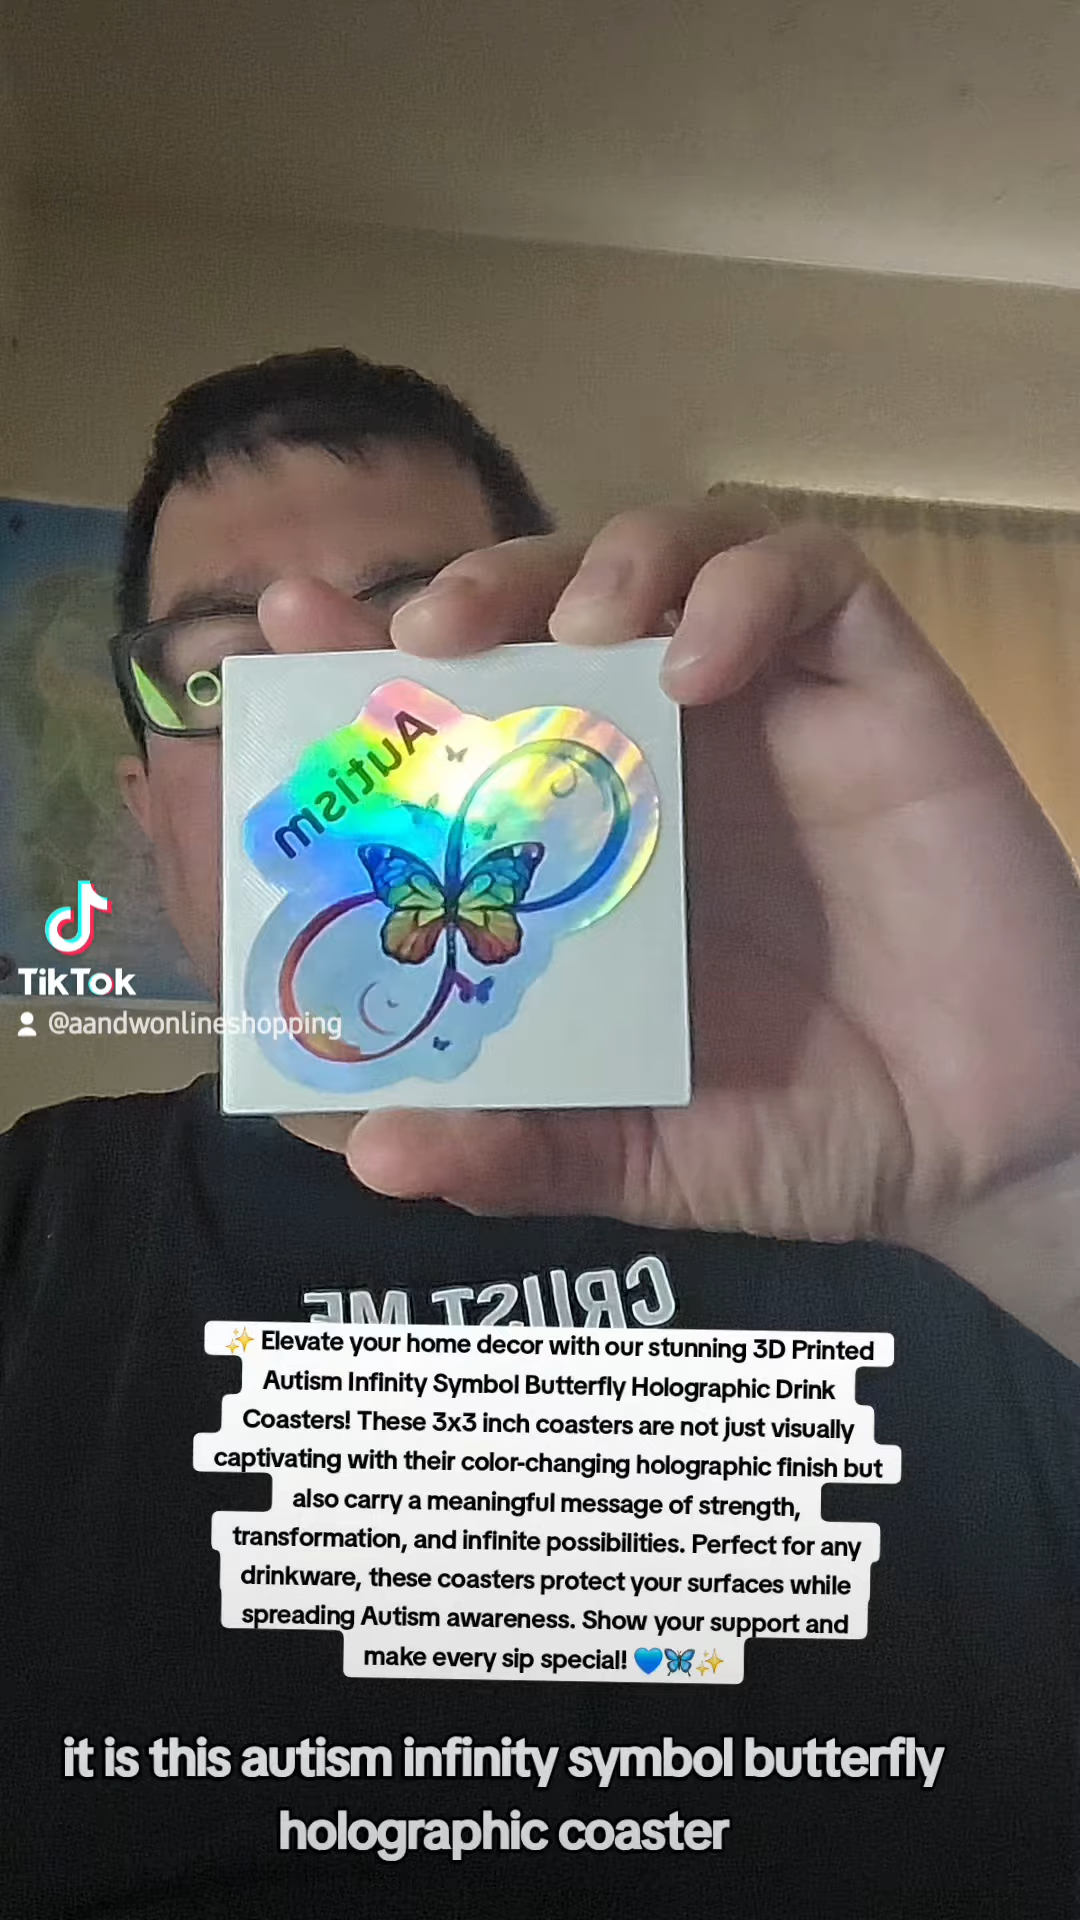 Autism
TikTok
@aandwonlineshopping
CRUST ME
✨ Elevate your home decor with our stunning 3D Printed
Autism Infinity Symbol Butterfly Holographic Drink
Coasters! These 3x3 inch coasters are not just visually
captivating with their color-changing holographic finish but
also carry a meaningful message of strength,
transformation, and infinite possibilities. Perfect for any
drinkware, these coasters protect your surfaces while
spreading Autism awareness. Show your support and
make every sip special! 💙🦋✨
it is this autism infinity symbol butterfly
holographic coaster